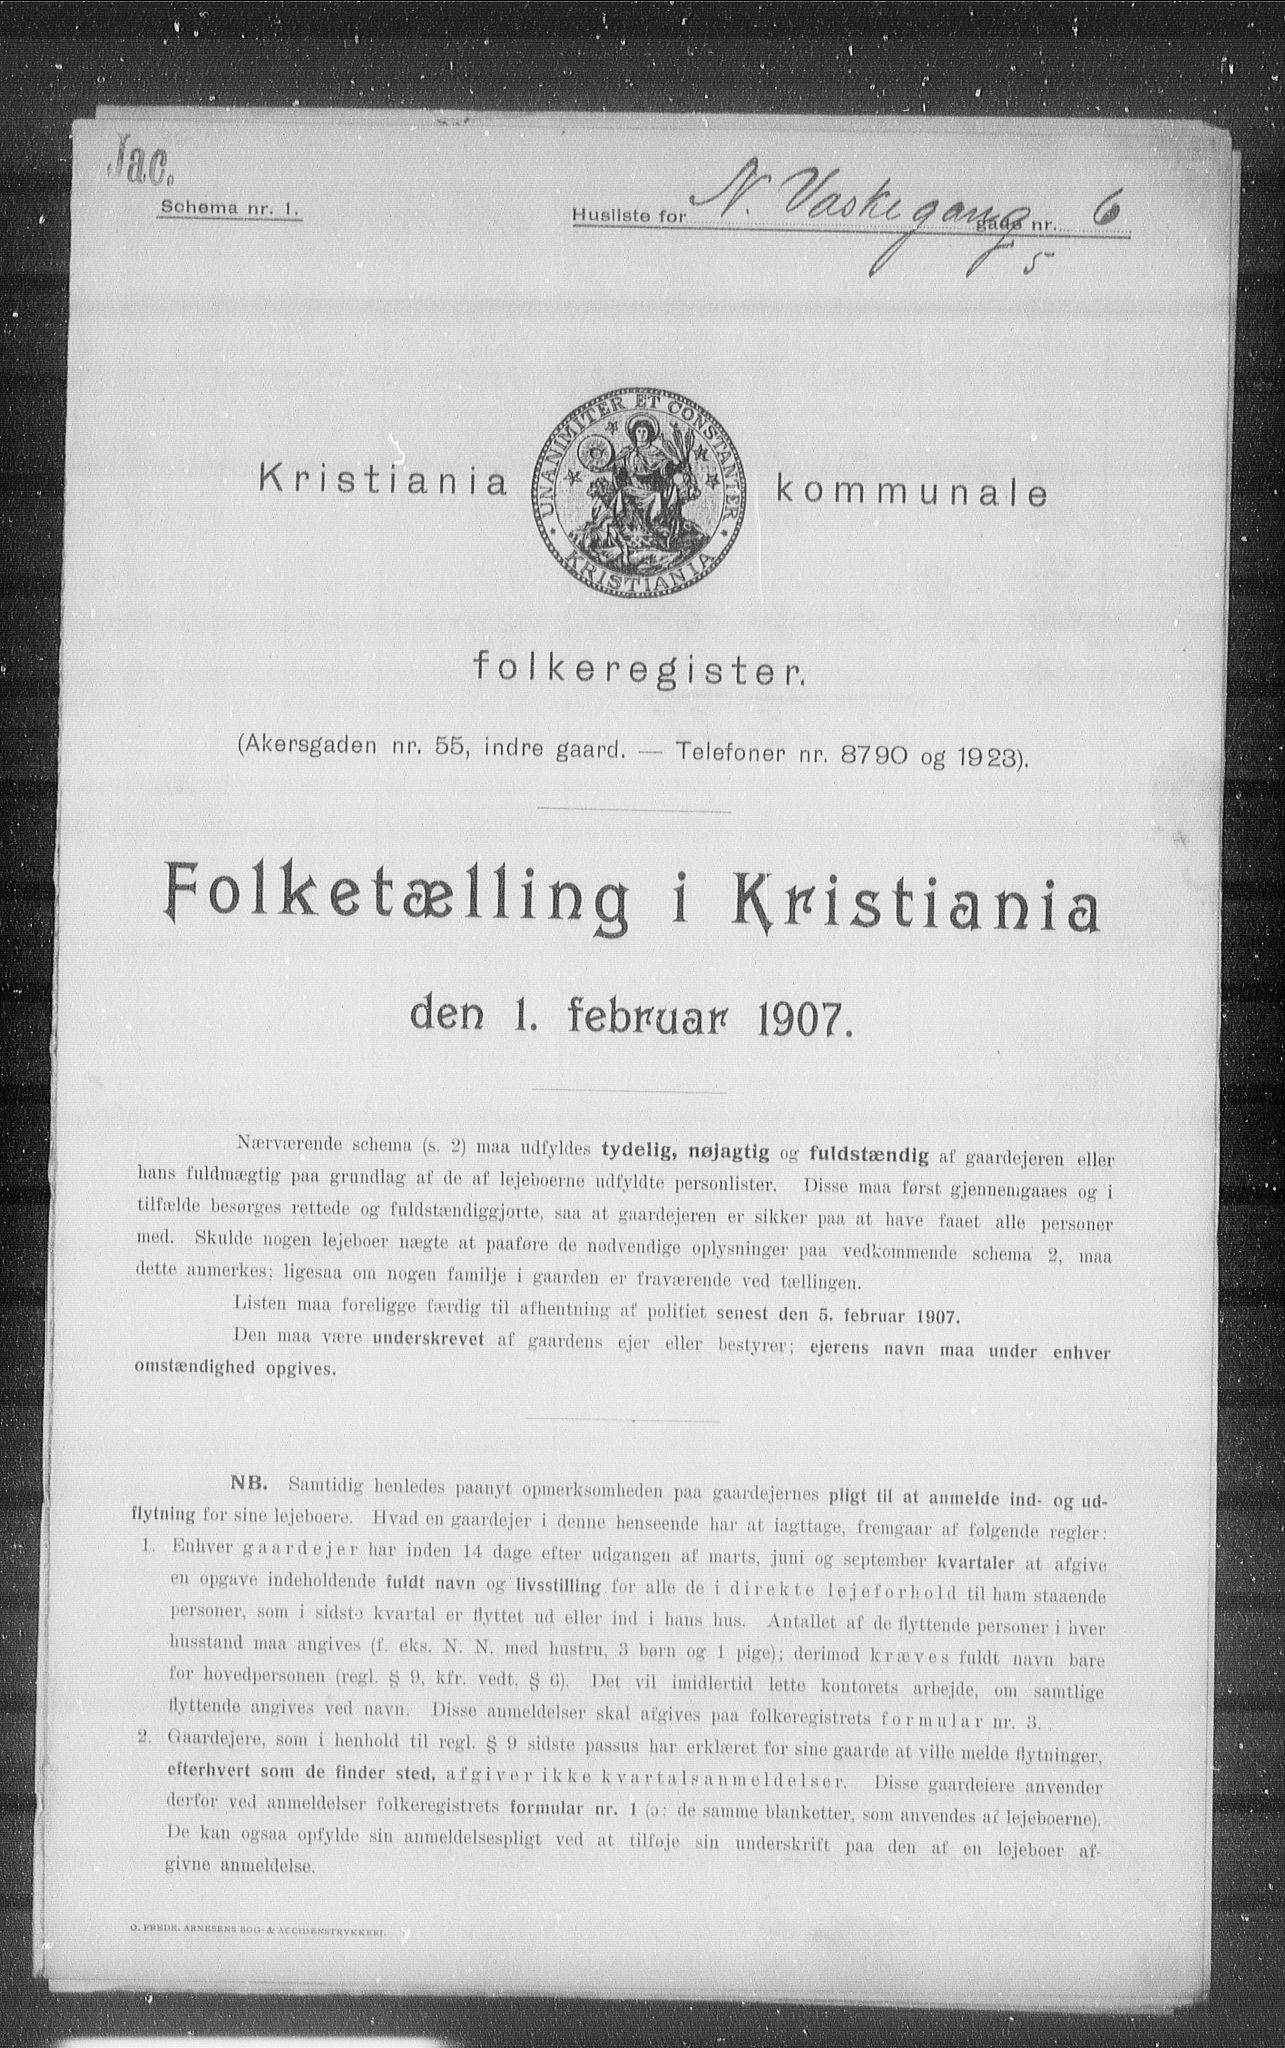 Jac.
Schema nr. 1.
Husliste for N. Vaskegang gade nr. 6
5
UNANIMITER ET CONSTANTER
KRISTIANIA
Kristiania kommunale
folkeregister.
(Akersgaden nr. 55, indre gaard. — Telefoner nr. 8790 og 1923).
Folketælling i Kristiania
den 1. februar 1907.
Nærværende schema (s. 2) maa udfyldes tydelig, nøjagtig og fuldstændig af gaardejeren eller
hans fuldmægtig paa grundlag af de af lejeboerne udfyldte personlister. Disse maa først gjennemgaaes og i
tilfælde besørges rettede og fuldstændiggjorte, saa at gaardejeren er sikker paa at have faaet alle personer
med. Skulde nogen lejeboer nægte at paaføre de nødvendige oplysninger paa vedkommende schema 2, maa
dette anmerkes; ligesaa om nogen familje i gaarden er fraværende ved tællingen.
Listen maa foreligge færdig til afhentning af politiet senest den 5. februar 1907.
Den maa være underskrevet af gaardens ejer eller bestyrer; ejerens navn maa under enhver
omstændighed opgives.
NB. Samtidig henledes paanyt opmerksomheden paa gaardejernes pligt til at anmelde ind- og ud-
flytning for sine lejeboere. Hvad en gaardejer i denne henseende har at iagttage, fremgaar af følgende regler:
1. Enhver gaardejer har inden 14 dage efter udgangen af marts, juni og september kvartaler at afgive
en opgave indeholdende fuldt navn og livsstilling for alle de i direkte lejeforhold til ham staaende
personer, som i sidste kvartal er flyttet ud eller ind i hans hus. Antallet af de flyttende personer i hver
husstand maa angives (f. eks. N. N. med hustru, 3 børn og 1 pige); derimod kræves fuldt navn bare
for hovedpersonen (regl. § 9, kfr. vedt. § 6). Det vil imidlertid lette kontorets arbejde, om samtlige
flyttende angives ved navn. Disse anmeldelser skal afgives paa folkeregistrets formular nr. 3.
2. Gaardejere, som i henhold til regl. § 9 sidste passus har erklæret for sine gaarde at ville melde flytninger,
efterhvert som de finder sted, afgiver ikke kvartalsanmeldelser. Disse gaardeiere anvender
derfor ved anmeldelser folkeregistrets formular nr. 1 (ɔ: de samme blanketter, som anvendes af lejeboerne).
De kan ogsaa opfylde sin anmeldelsespligt ved at tilføje sin underskrift paa den af en lejeboer af-
givne anmeldelse.
O. FREDR. ARNESENS BOG- & ACCIDENSTRYKKERI.